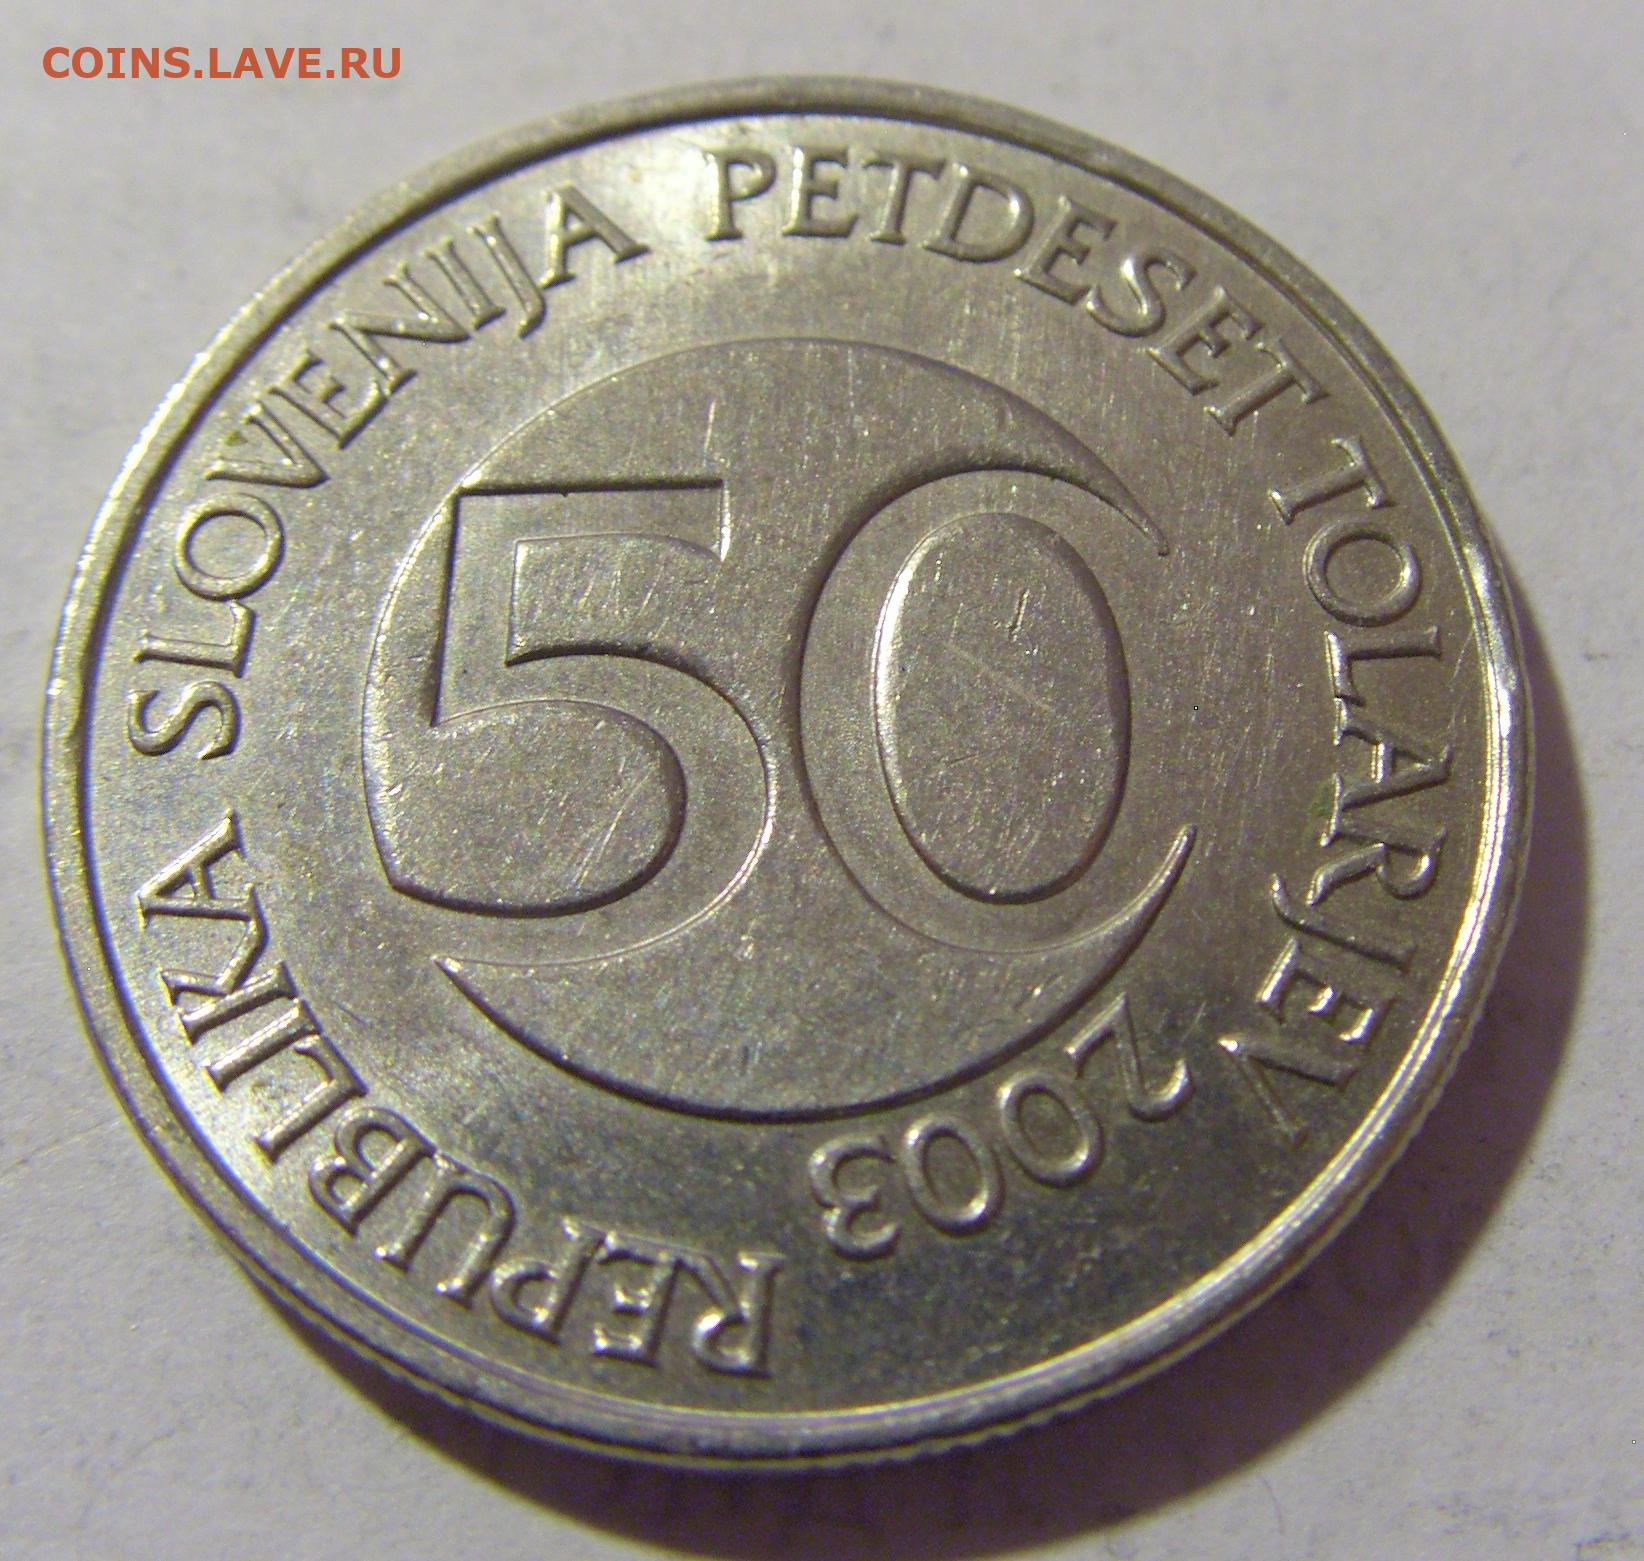 COINS.LAVE.RU
REPUBLIKA SLOVENIJA PETDESET TOLARJEV 2003
50